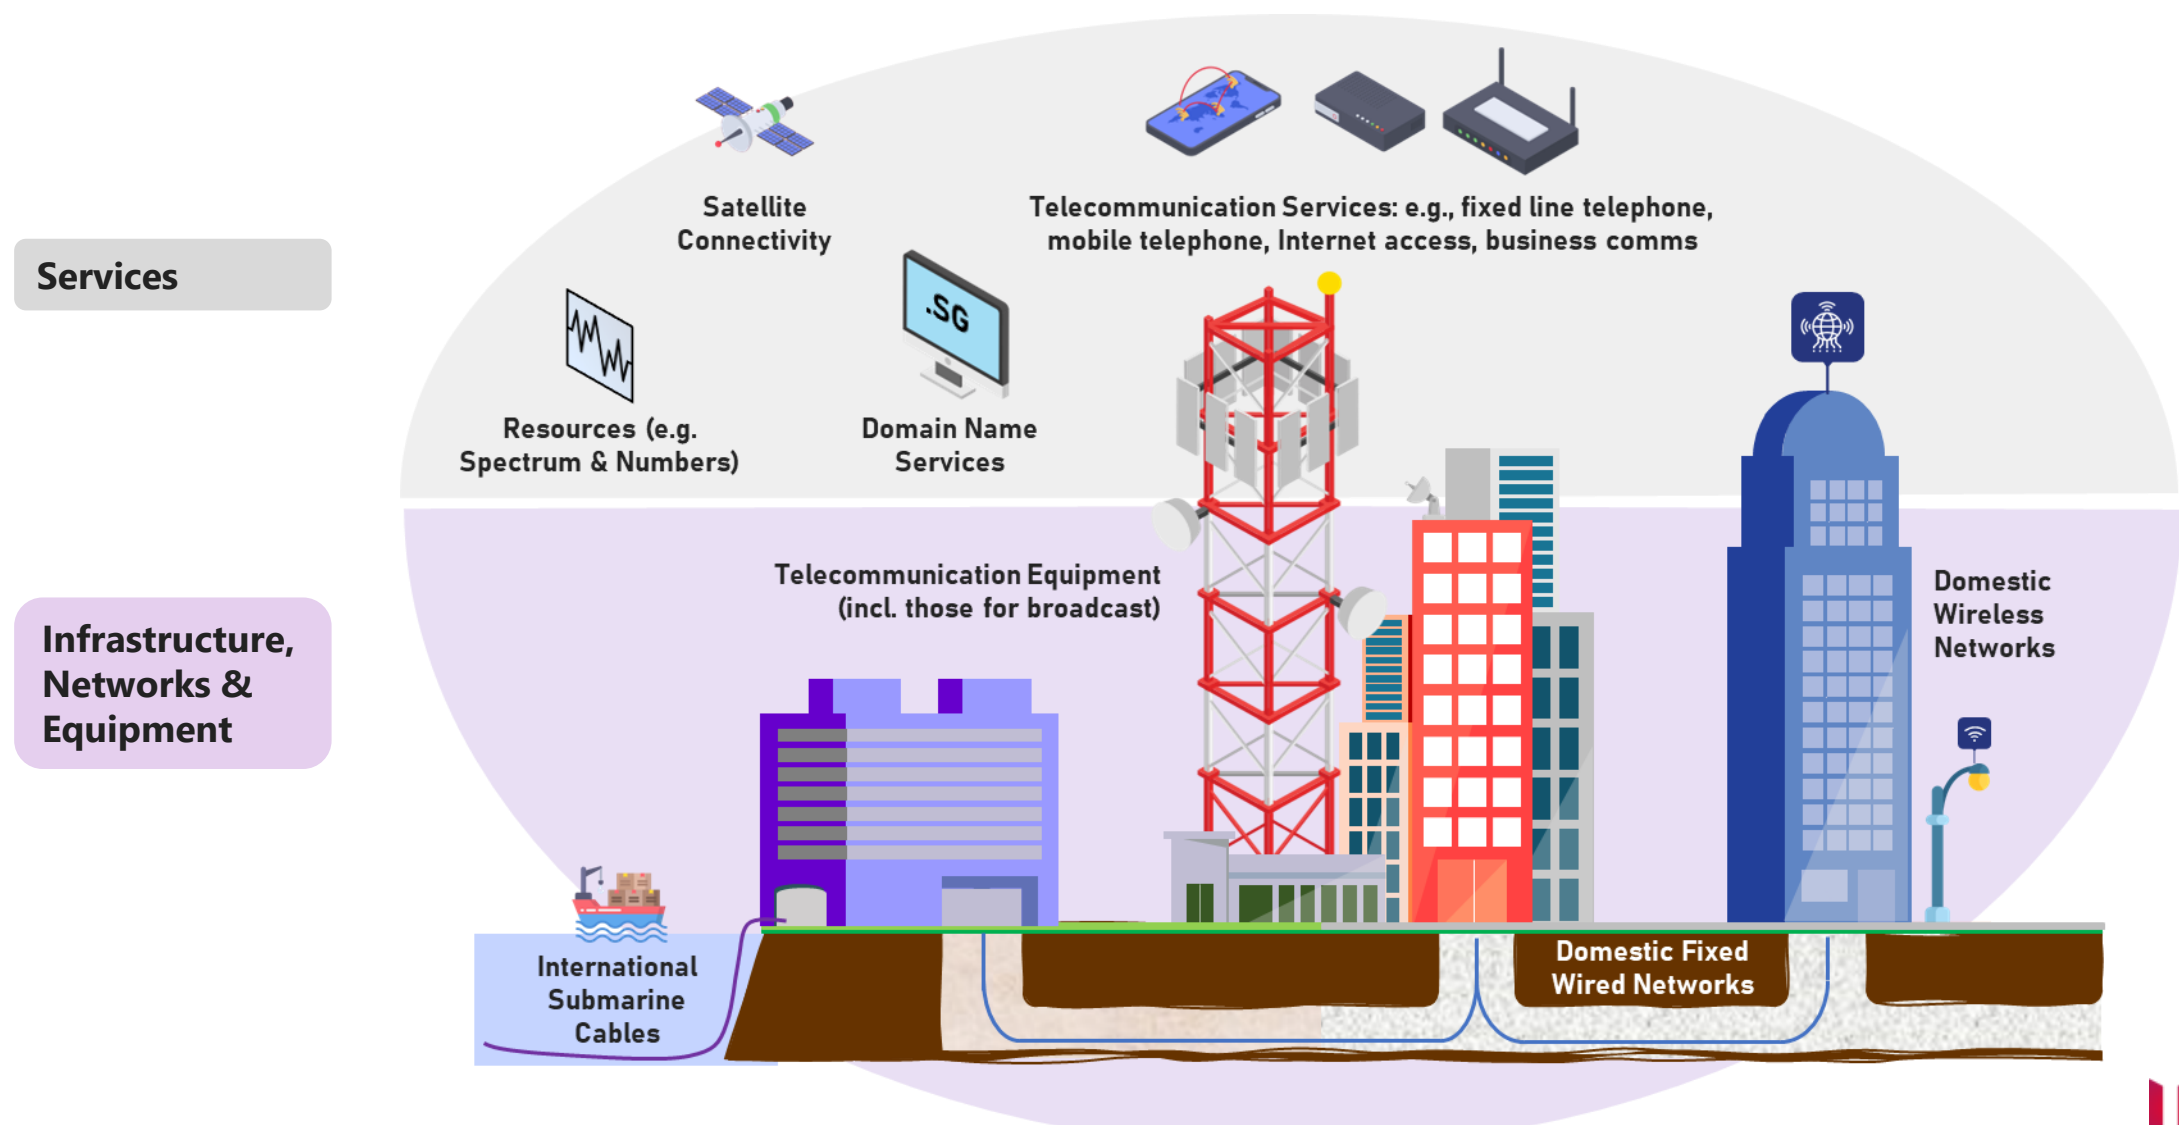 Satellite
Connectivity
Telecommunication Services: e.g., fixed line telephone,
mobile telephone, Internet access, business comms
Services
.SG
Resources (e.g.
Spectrum & Numbers)
Domain Name
Services
Telecommunication Equipment
(incl. those for broadcast)
Domestic
Wireless
Networks
Infrastructure,
Networks &
Equipment
International
Submarine
Cables
Domestic Fixed
Wired Networks